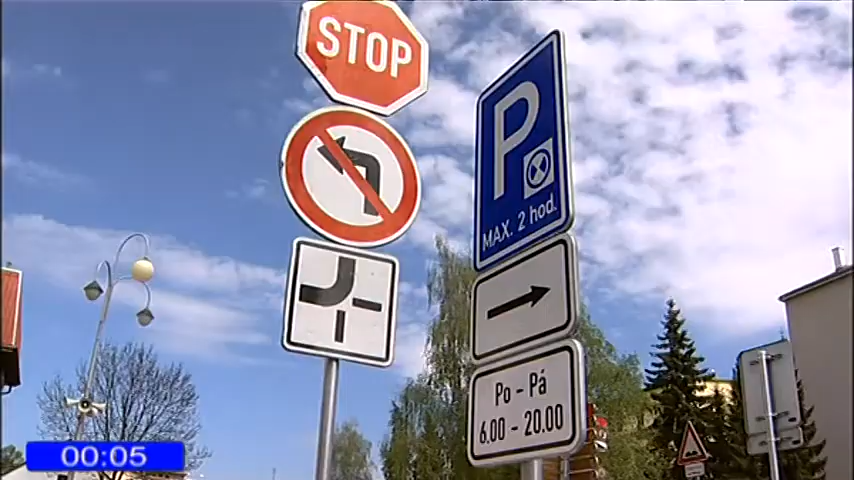 STOP
P
MAX. 2 hod.
Po - Pá
6.00 - 20.00
00:05